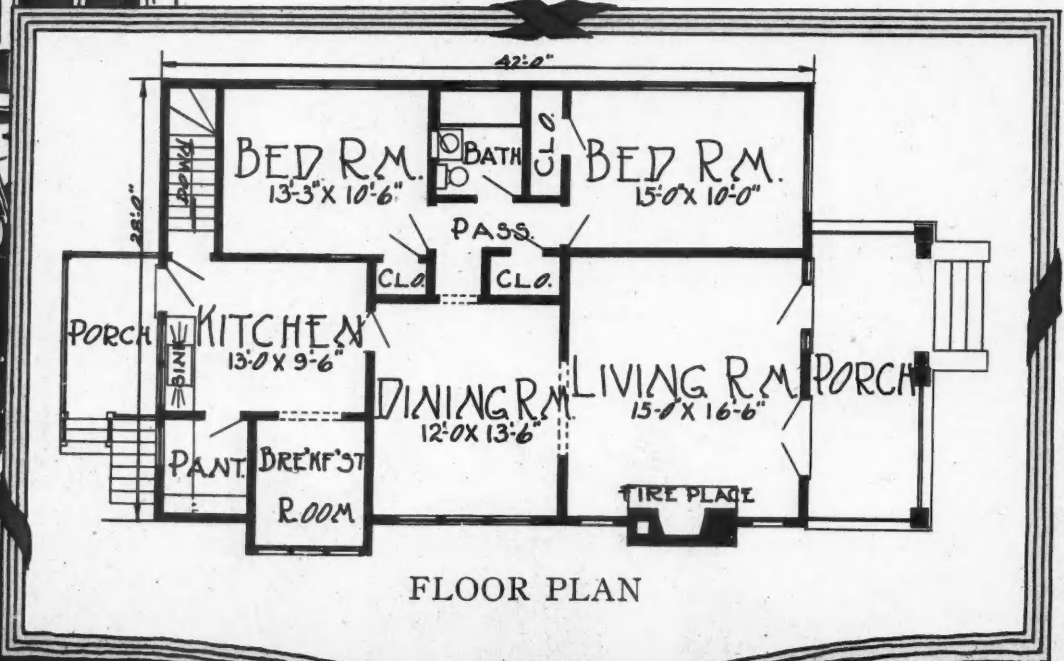 42'-0"
28'-0"
DOWN
BED RM.
13'-3" X 10'-6"
BATH
CLO.
BED RM.
15'-0" X 10'-0"
PASS.
CLO.
CLO.
PORCH
KITCHEN
13'-0 X 9'-6"
SINK
DINING RM.
12'-0 X 13'-6"
LIVING RM
15'-0" X 16'-6"
PORCH
PANT.
BREKF'ST
ROOM
FIRE PLACE
FLOOR PLAN